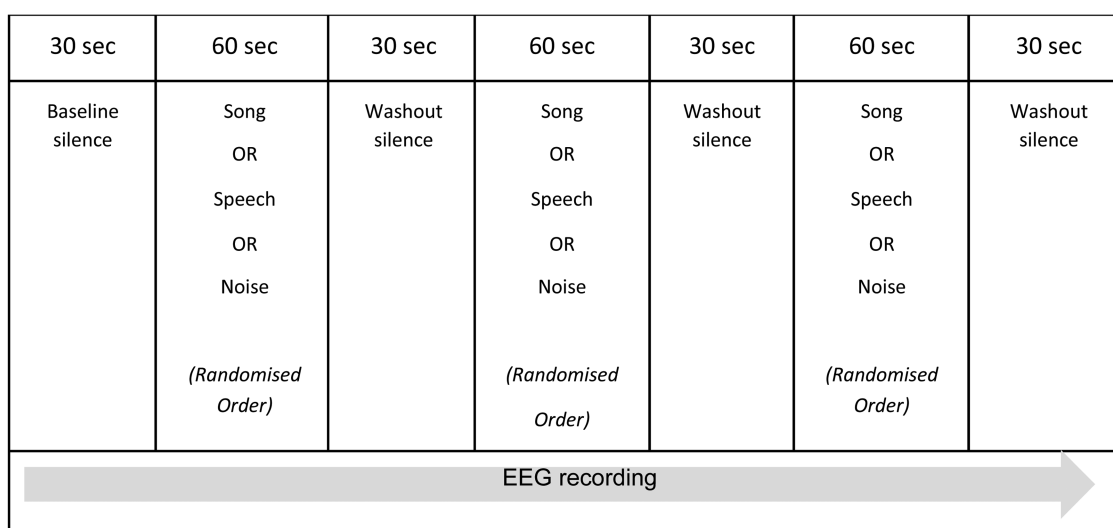 30 sec
60 sec
30 sec
60 sec
30 sec
60 sec
30 sec
Baseline
silence
Song
OR
Speech
OR
Noise
(Randomised
Order)
Washout
silence
Song
OR
Speech
OR
Noise
(Randomised
Order)
Washout
silence
Song
OR
Speech
OR
Noise
(Randomised
Order)
Washout
silence
EEG recording